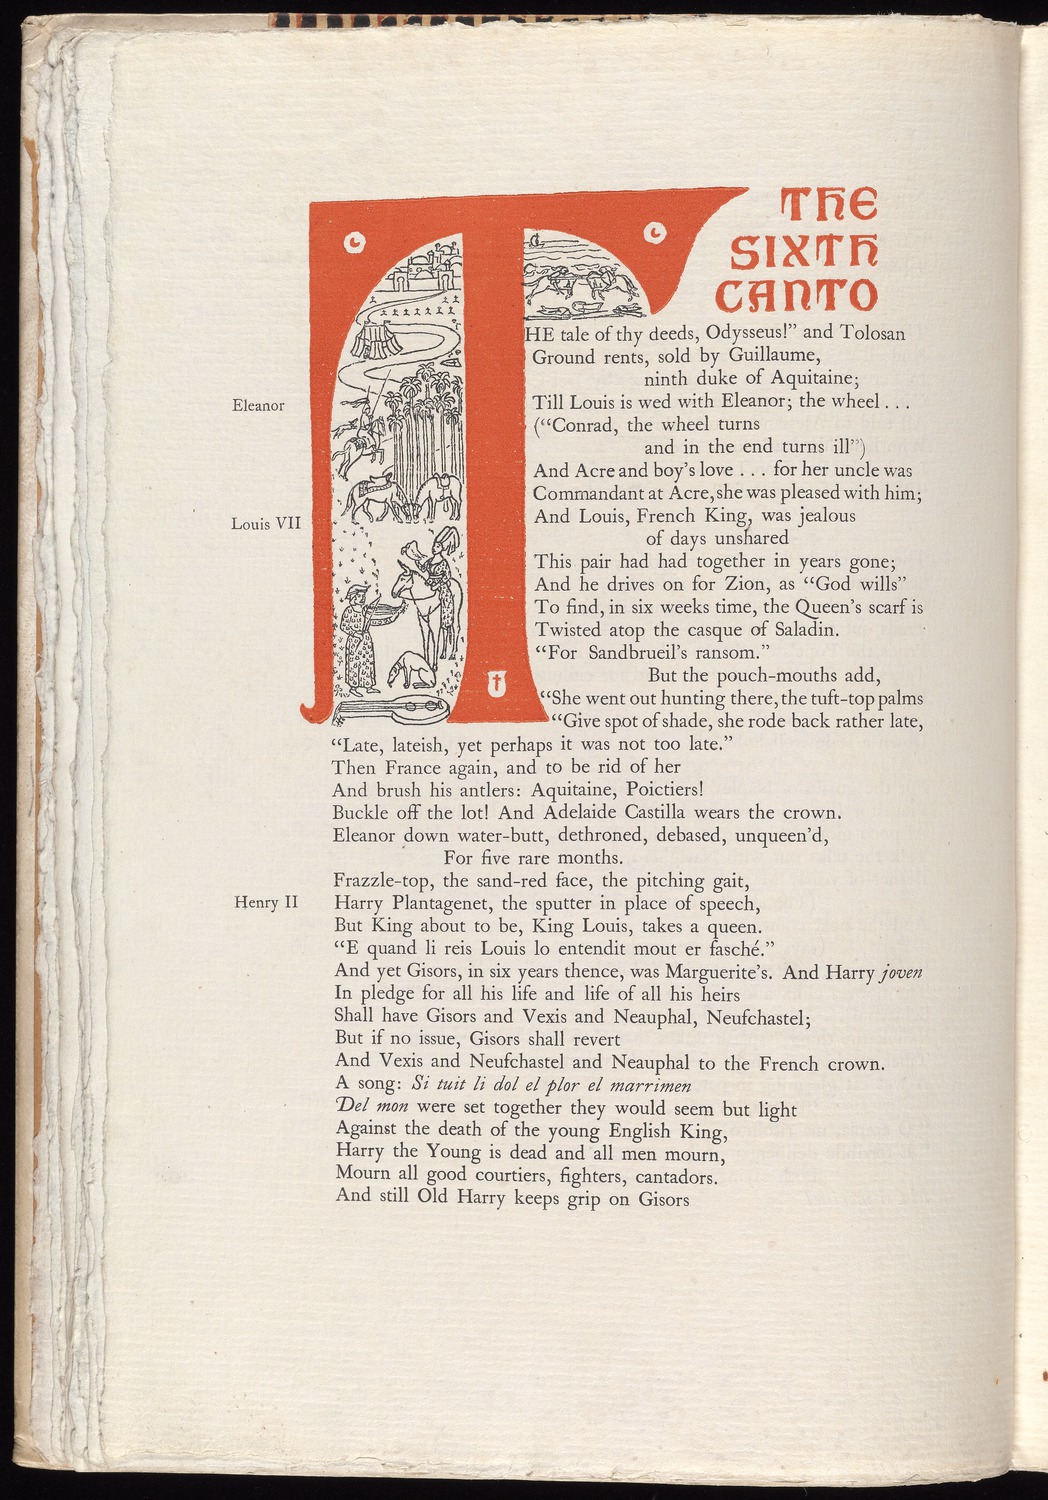 THE
SIXTH
CANTO
THE tale of thy deeds, Odysseus!” and Tolosan
Ground rents, sold by Guillaume,
ninth duke of Aquitaine;
Eleanor
Till Louis is wed with Eleanor; the wheel . . .
(“Conrad, the wheel turns
and in the end turns ill”)
And Acre and boy’s love . . . for her uncle was
Commandant at Acre, she was pleased with him;
Louis VII
And Louis, French King, was jealous
of days unshared
This pair had had together in years gone;
And he drives on for Zion, as “God wills”
To find, in six weeks time, the Queen’s scarf is
Twisted atop the casque of Saladin.
“For Sandbrueil’s ransom.”
But the pouch-mouths add,
“She went out hunting there, the tuft-top palms
“Give spot of shade, she rode back rather late,
“Late, lateish, yet perhaps it was not too late.”
Then France again, and to be rid of her
And brush his antlers: Aquitaine, Poictiers!
Buckle off the lot! And Adelaide Castilla wears the crown.
Eleanor down water-butt, dethroned, debased, unqueen’d,
For five rare months.
Frazzle-top, the sand-red face, the pitching gait,
Henry II
Harry Plantagenet, the sputter in place of speech,
But King about to be, King Louis, takes a queen.
“E quand li reis Louis lo entendit mout er fasché.”
And yet Gisors, in six years thence, was Marguerite’s. And Harry joven
In pledge for all his life and life of all his heirs
Shall have Gisors and Vexis and Neauphal, Neufchastel;
But if no issue, Gisors shall revert
And Vexis and Neufchastel and Neauphal to the French crown.
A song: Si tuit li dol el plor el marrimen
Del mon were set together they would seem but light
Against the death of the young English King,
Harry the Young is dead and all men mourn,
Mourn all good courtiers, fighters, cantadors.
And still Old Harry keeps grip on Gisors